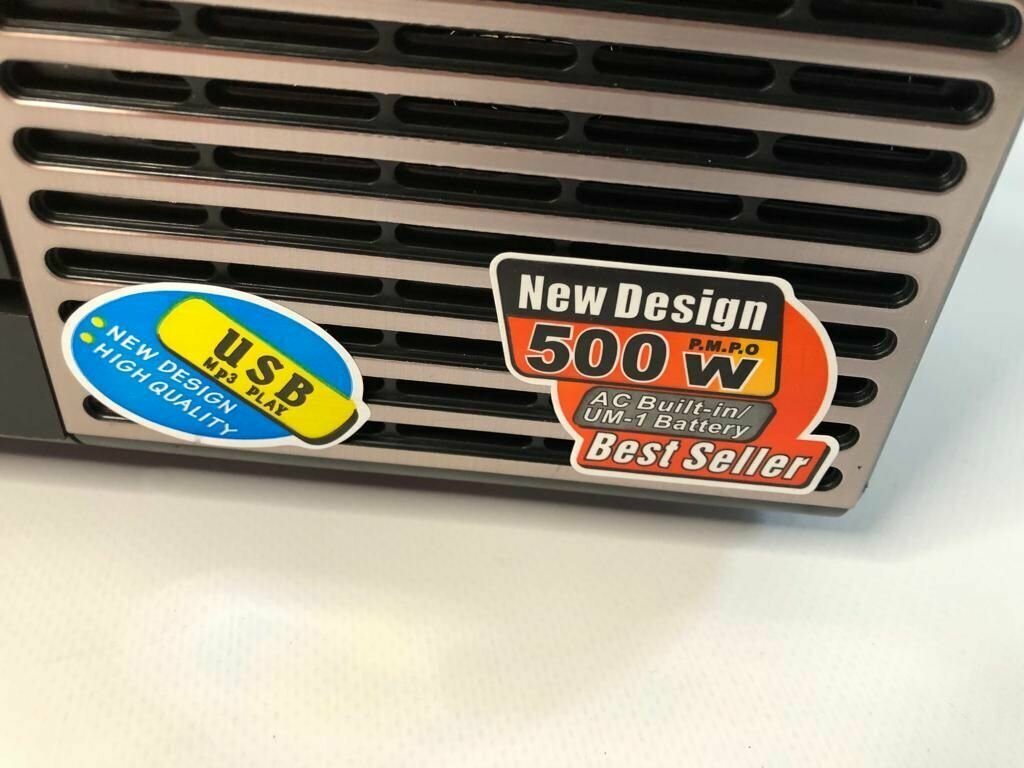 USB
Mp3 PLAY
NEW DESIGN
HIGH QUALITY
New Design
500 W P.M.P.O
AC Built-in/
UM-1 Battery
Best Seller